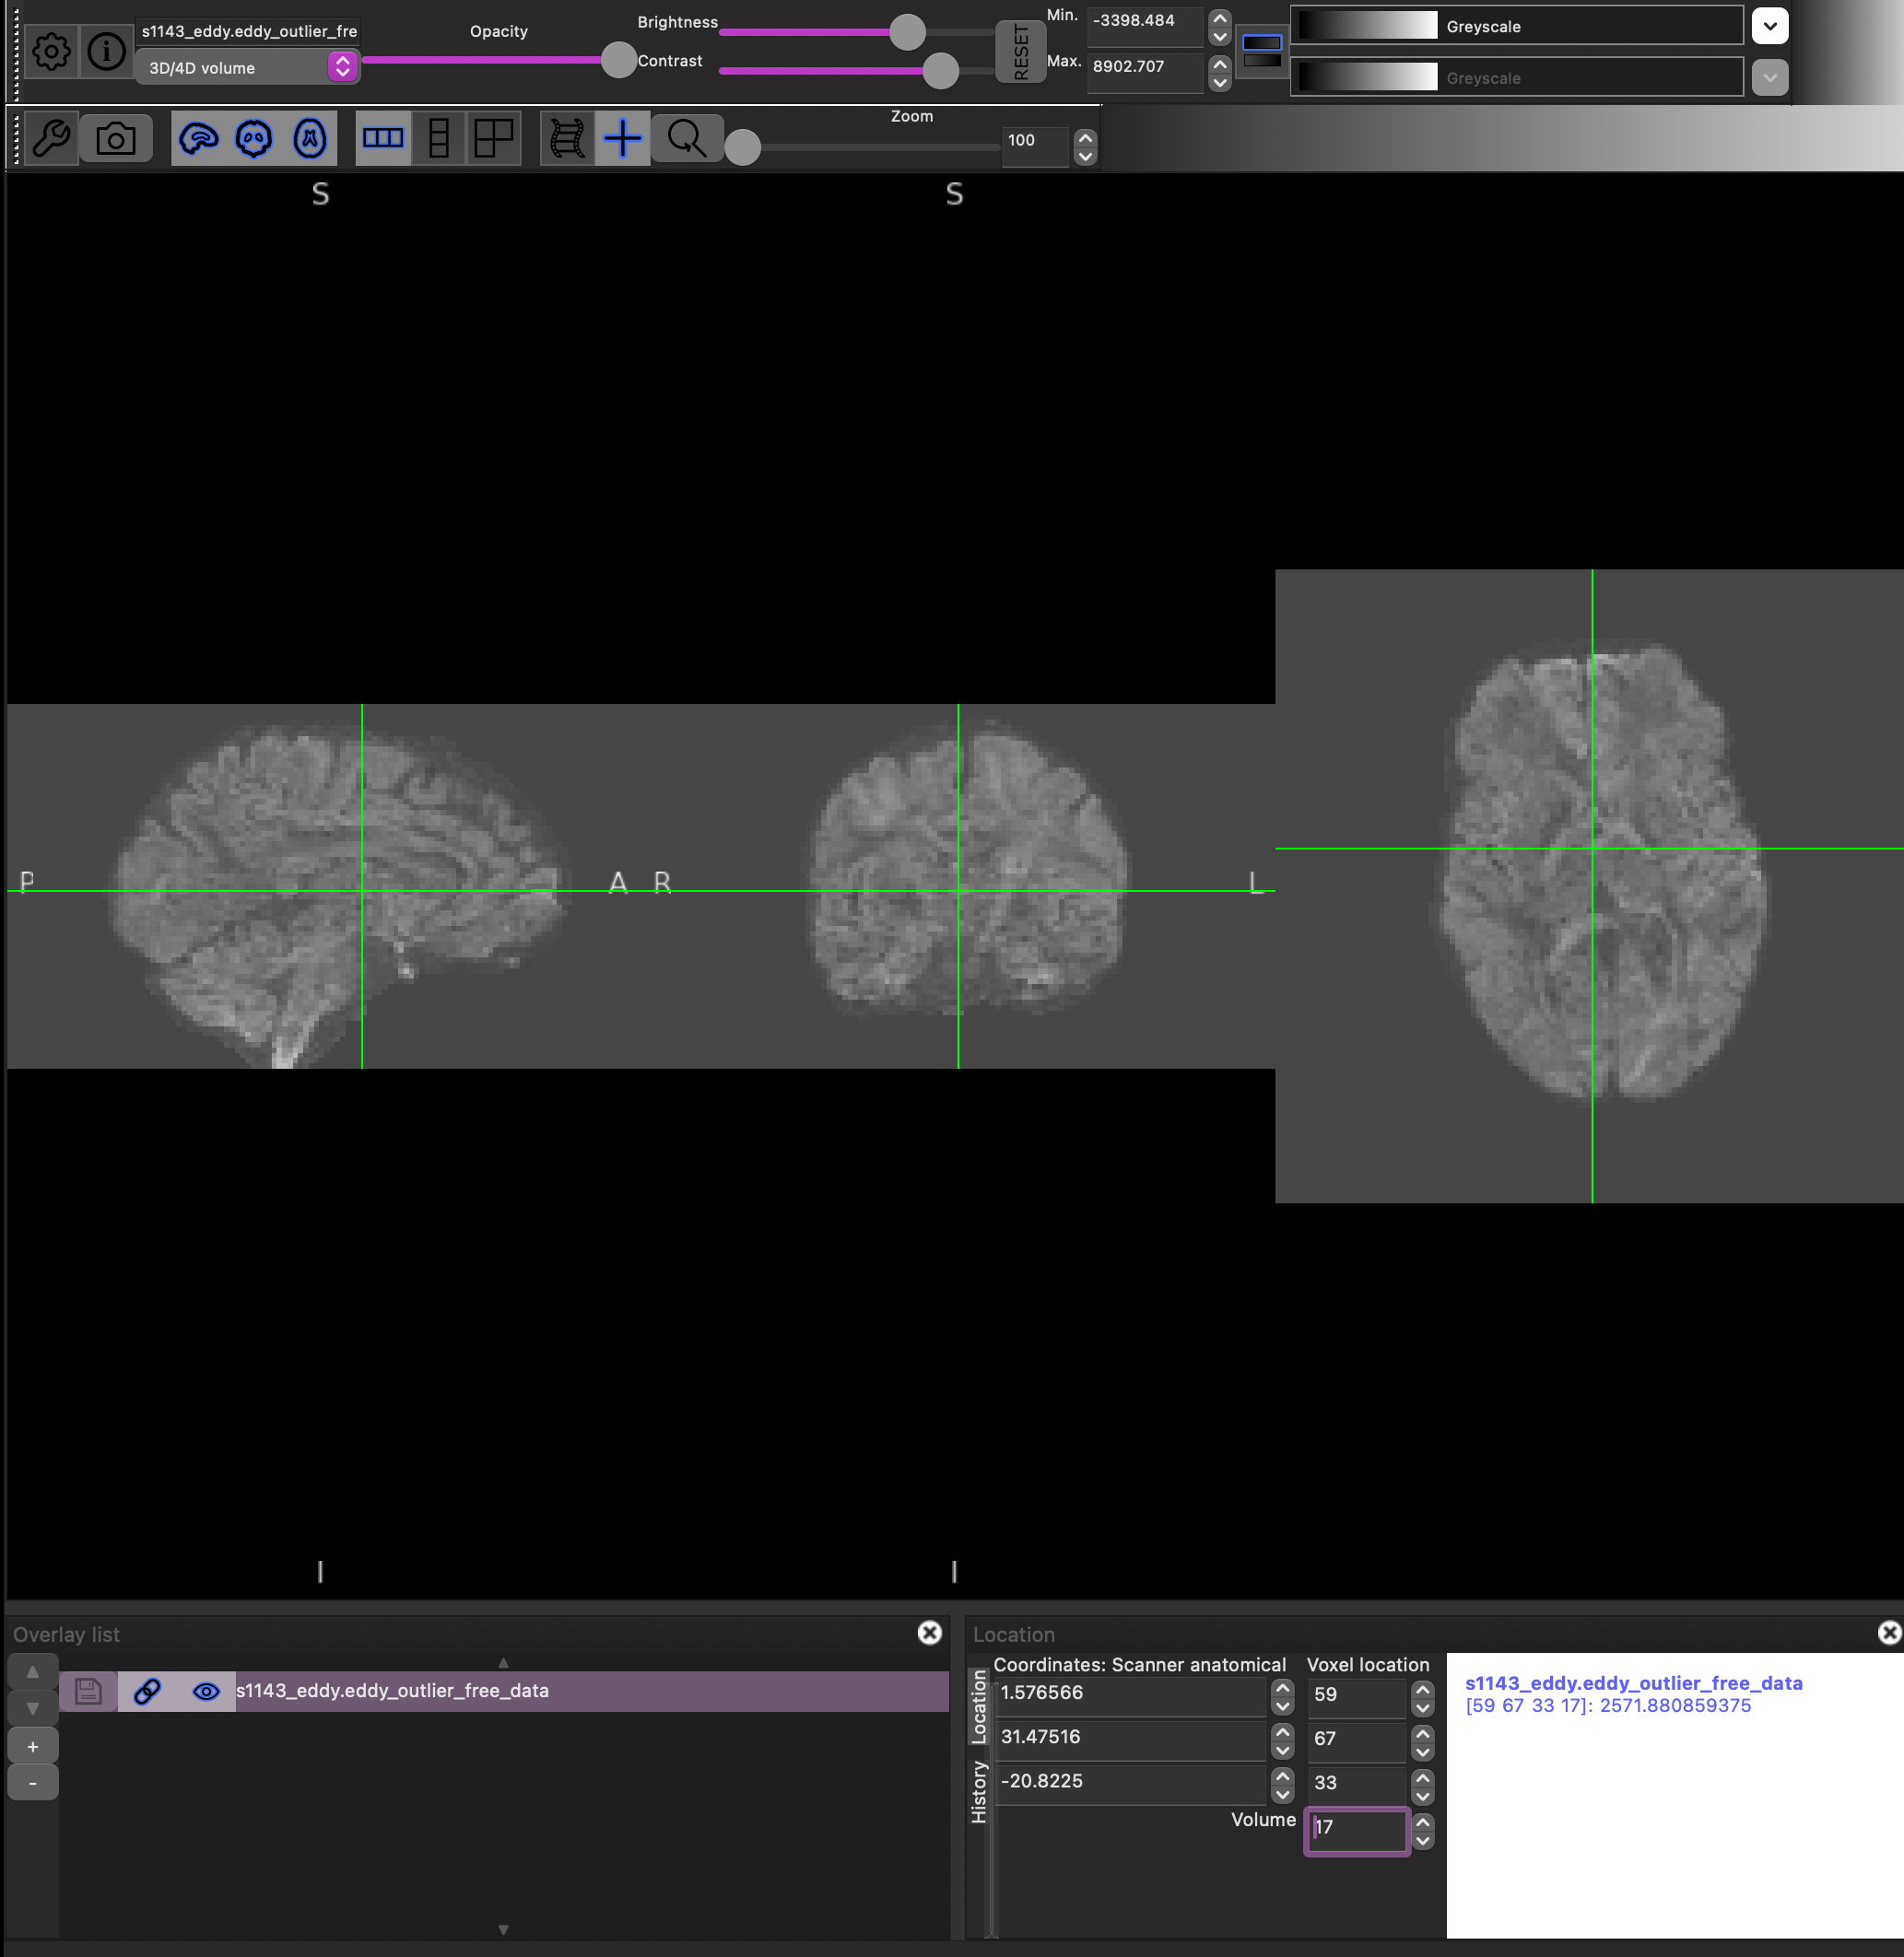 s1143_eddy.eddy_outlier_fre
3D/4D volume
Opacity
Brightness
Contrast
RESET
Min.
-3398.484
Max.
8902.707
Greyscale
Greyscale
Zoom
100
S
S
P
A
R
L
I
I
Overlay list
+
-
s1143_eddy.eddy_outlier_free_data
Location
Location
History
Coordinates: Scanner anatomical
1.576566
31.47516
-20.8225
Voxel location
59
67
33
Volume
17
s1143_eddy.eddy_outlier_free_data
[59 67 33 17]: 2571.880859375